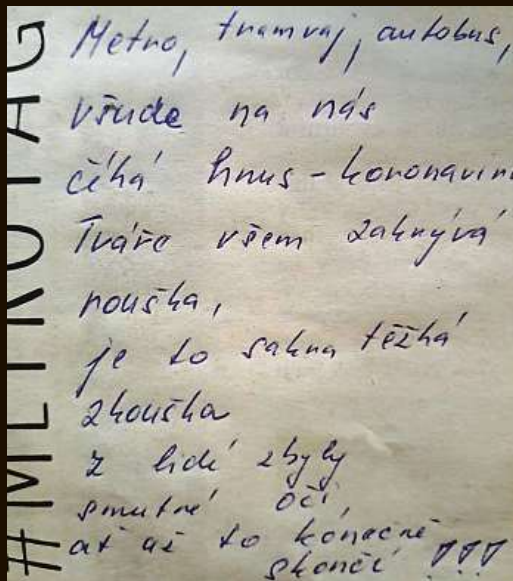 #METROTAG
Metro, tramvaj, autobus,
všude na nás
číhá hnus - koronavir
Tváře všem zakrývá
rouška,
je to sakra těžká
zkouška
z lidí zbyly
smutné oči,
ať už to konečně
skončí !!!